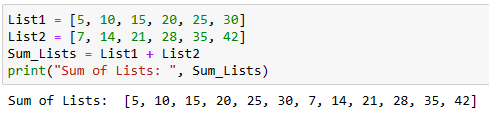 List1 = [5, 10, 15, 20, 25, 30]
List2 = [7, 14, 21, 28, 35, 42]
Sum_Lists = List1 + List2
print("Sum of Lists: ", Sum_Lists)
Sum of Lists:  [5, 10, 15, 20, 25, 30, 7, 14, 21, 28, 35, 42]